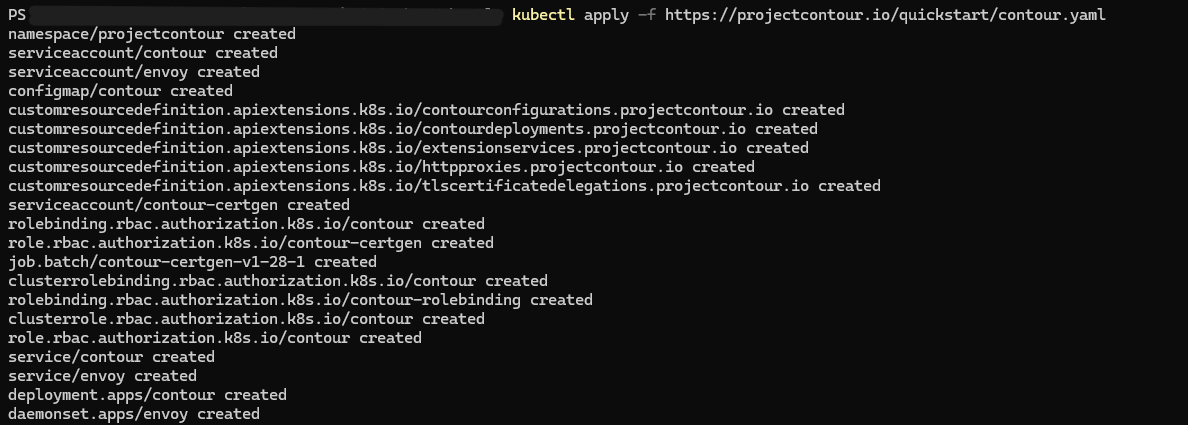 PS kubectl apply -f https://projectcontour.io/quickstart/contour.yaml
namespace/projectcontour created
serviceaccount/contour created
serviceaccount/envoy created
configmap/contour created
customresourcedefinition.apiextensions.k8s.io/contourconfigurations.projectcontour.io created
customresourcedefinition.apiextensions.k8s.io/contourdeployments.projectcontour.io created
customresourcedefinition.apiextensions.k8s.io/extensionservices.projectcontour.io created
customresourcedefinition.apiextensions.k8s.io/httpproxies.projectcontour.io created
customresourcedefinition.apiextensions.k8s.io/tlscertificatedelegations.projectcontour.io created
serviceaccount/contour-certgen created
rolebinding.rbac.authorization.k8s.io/contour created
role.rbac.authorization.k8s.io/contour-certgen created
job.batch/contour-certgen-v1-28-1 created
clusterrolebinding.rbac.authorization.k8s.io/contour created
rolebinding.rbac.authorization.k8s.io/contour-rolebinding created
clusterrole.rbac.authorization.k8s.io/contour created
role.rbac.authorization.k8s.io/contour created
service/contour created
service/envoy created
deployment.apps/contour created
daemonset.apps/envoy created